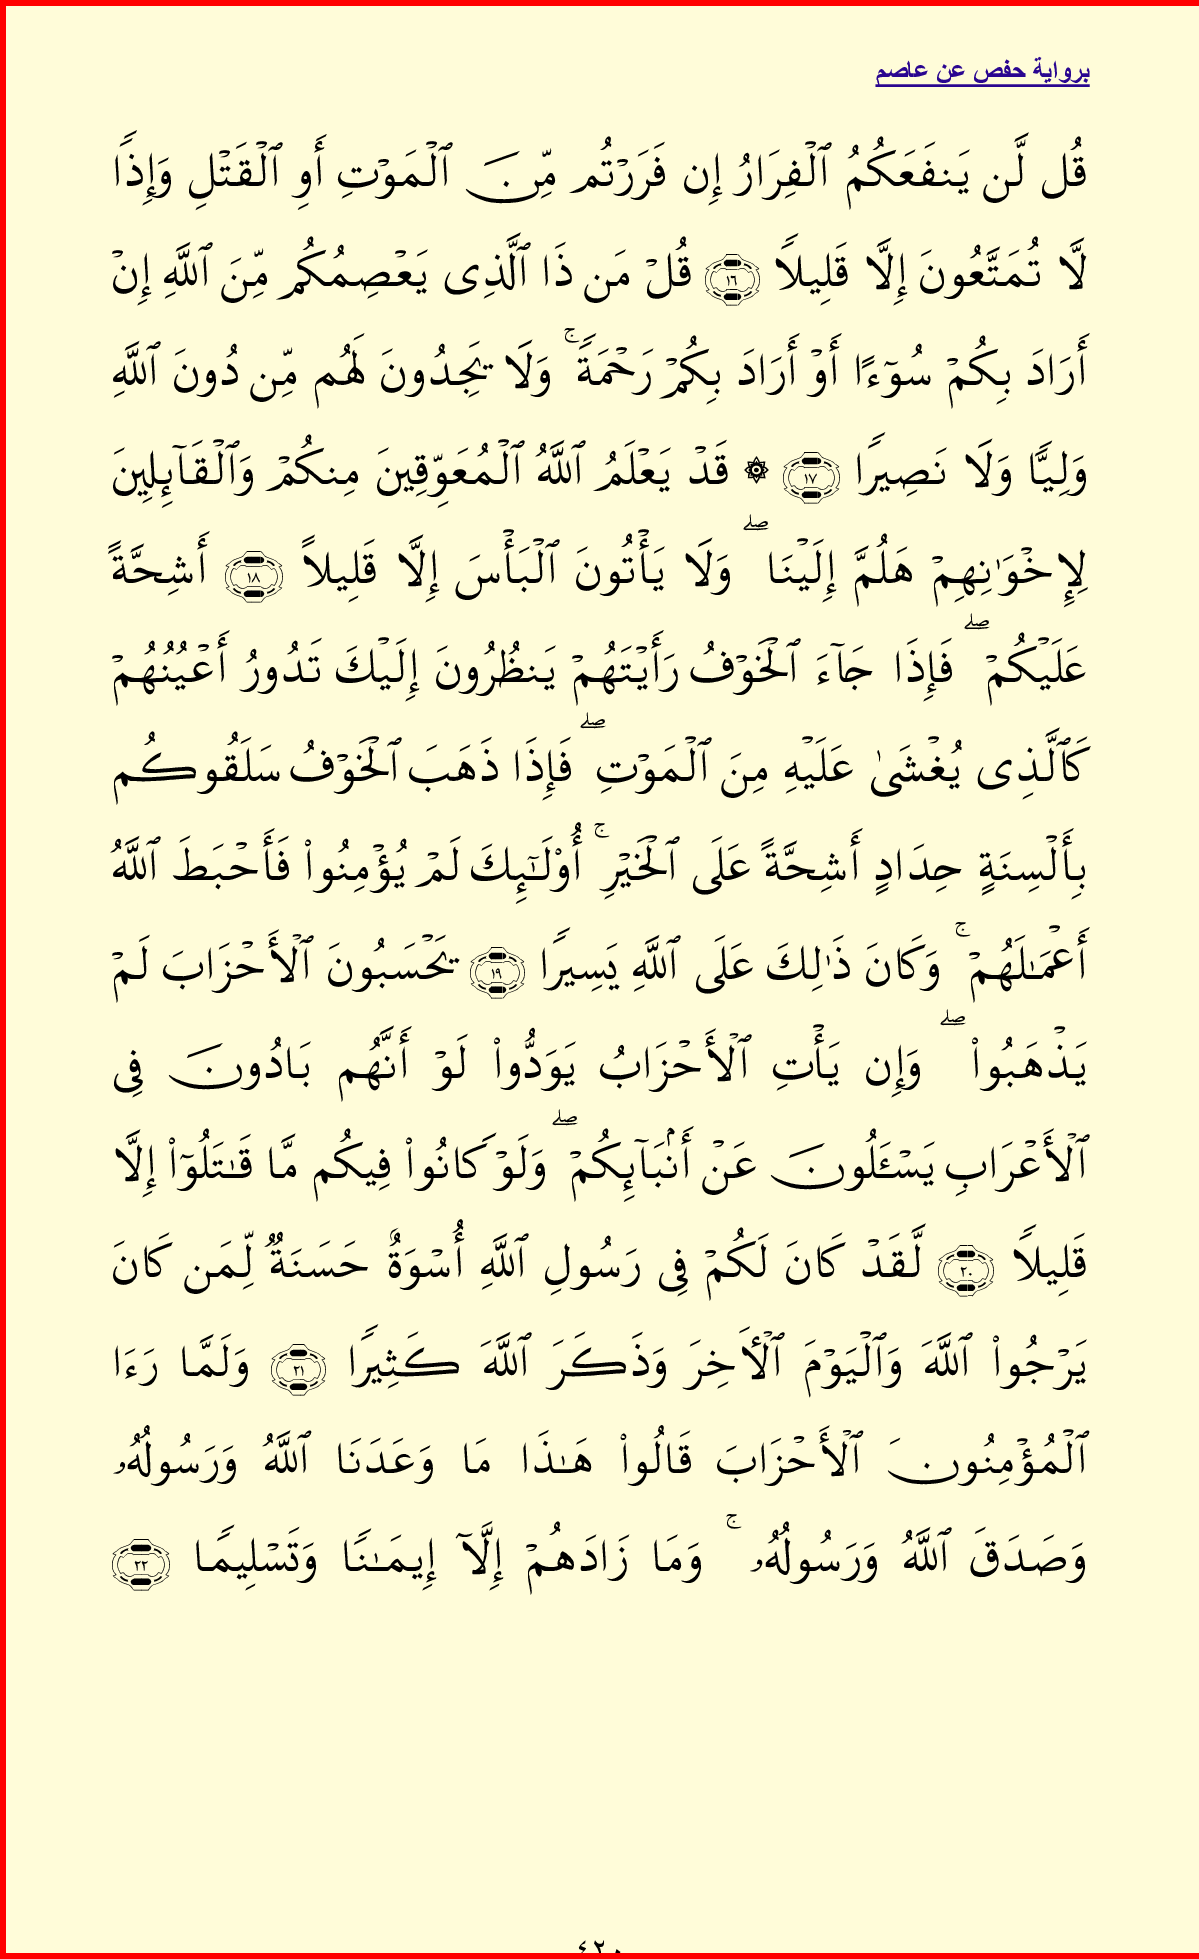 برواية حفص عن عاصم
قُل لَّن يَنفَعَكُمُ ٱلۡفِرَارُ إِن فَرَرۡتُم مِّنَ ٱلۡمَوۡتِ أَوِ ٱلۡقَتۡلِ وَإِذٗا
لَّا تُمَتَّعُونَ إِلَّا قَلِيلٗا ١٦ قُلۡ مَن ذَا ٱلَّذِي يَعۡصِمُكُم مِّنَ ٱللَّهِ إِنۡ
أَرَادَ بِكُمۡ سُوٓءًا أَوۡ أَرَادَ بِكُمۡ رَحۡمَةٗۚ وَلَا يَجِدُونَ لَهُم مِّن دُونِ ٱللَّهِ
وَلِيّٗا وَلَا نَصِيرٗا ١٧ ۞ قَدۡ يَعۡلَمُ ٱللَّهُ ٱلۡمُعَوِّقِينَ مِنكُمۡ وَٱلۡقَآئِلِينَ
لِإِخۡوَٰنِهِمۡ هَلُمَّ إِلَيۡنَاۖ وَلَا يَأۡتُونَ ٱلۡبَأۡسَ إِلَّا قَلِيلًا ١٨ أَشِحَّةً
عَلَيۡكُمۡۖ فَإِذَا جَآءَ ٱلۡخَوۡفُ رَأَيۡتَهُمۡ يَنظُرُونَ إِلَيۡكَ تَدُورُ أَعۡيُنُهُمۡ
كَٱلَّذِي يُغۡشَىٰ عَلَيۡهِ مِنَ ٱلۡمَوۡتِۖ فَإِذَا ذَهَبَ ٱلۡخَوۡفُ سَلَقُوكُم
بِأَلۡسِنَةٍ حِدَادٍ أَشِحَّةً عَلَى ٱلۡخَيۡرِۚ أُوْلَٰٓئِكَ لَمۡ يُؤۡمِنُواْ فَأَحۡبَطَ ٱللَّهُ
أَعۡمَٰلَهُمۡۚ وَكَانَ ذَٰلِكَ عَلَى ٱللَّهِ يَسِيرٗا ١٩ يَحۡسَبُونَ ٱلۡأَحۡزَابَ لَمۡ
يَذۡهَبُواْۖ وَإِن يَأۡتِ ٱلۡأَحۡزَابُ يَوَدُّواْ لَوۡ أَنَّهُم بَادُونَ فِي
ٱلۡأَعۡرَابِ يَسۡـَٔلُونَ عَنۡ أَنۢبَآئِكُمۡۖ وَلَوۡ كَانُواْ فِيكُم مَّا قَٰتَلُوٓاْ إِلَّا
قَلِيلٗا ٢٠ لَّقَدۡ كَانَ لَكُمۡ فِي رَسُولِ ٱللَّهِ أُسۡوَةٌ حَسَنَةٞ لِّمَن كَانَ
يَرۡجُواْ ٱللَّهَ وَٱلۡيَوۡمَ ٱلۡأٓخِرَ وَذَكَرَ ٱللَّهَ كَثِيرٗا ٢١ وَلَمَّا رَءَا
ٱلۡمُؤۡمِنُونَ ٱلۡأَحۡزَابَ قَالُواْ هَٰذَا مَا وَعَدَنَا ٱللَّهُ وَرَسُولُهُۥ
وَصَدَقَ ٱللَّهُ وَرَسُولُهُۥۚ وَمَا زَادَهُمۡ إِلَّآ إِيمَٰنٗا وَتَسۡلِيمٗا ٢٢
٤٢٠